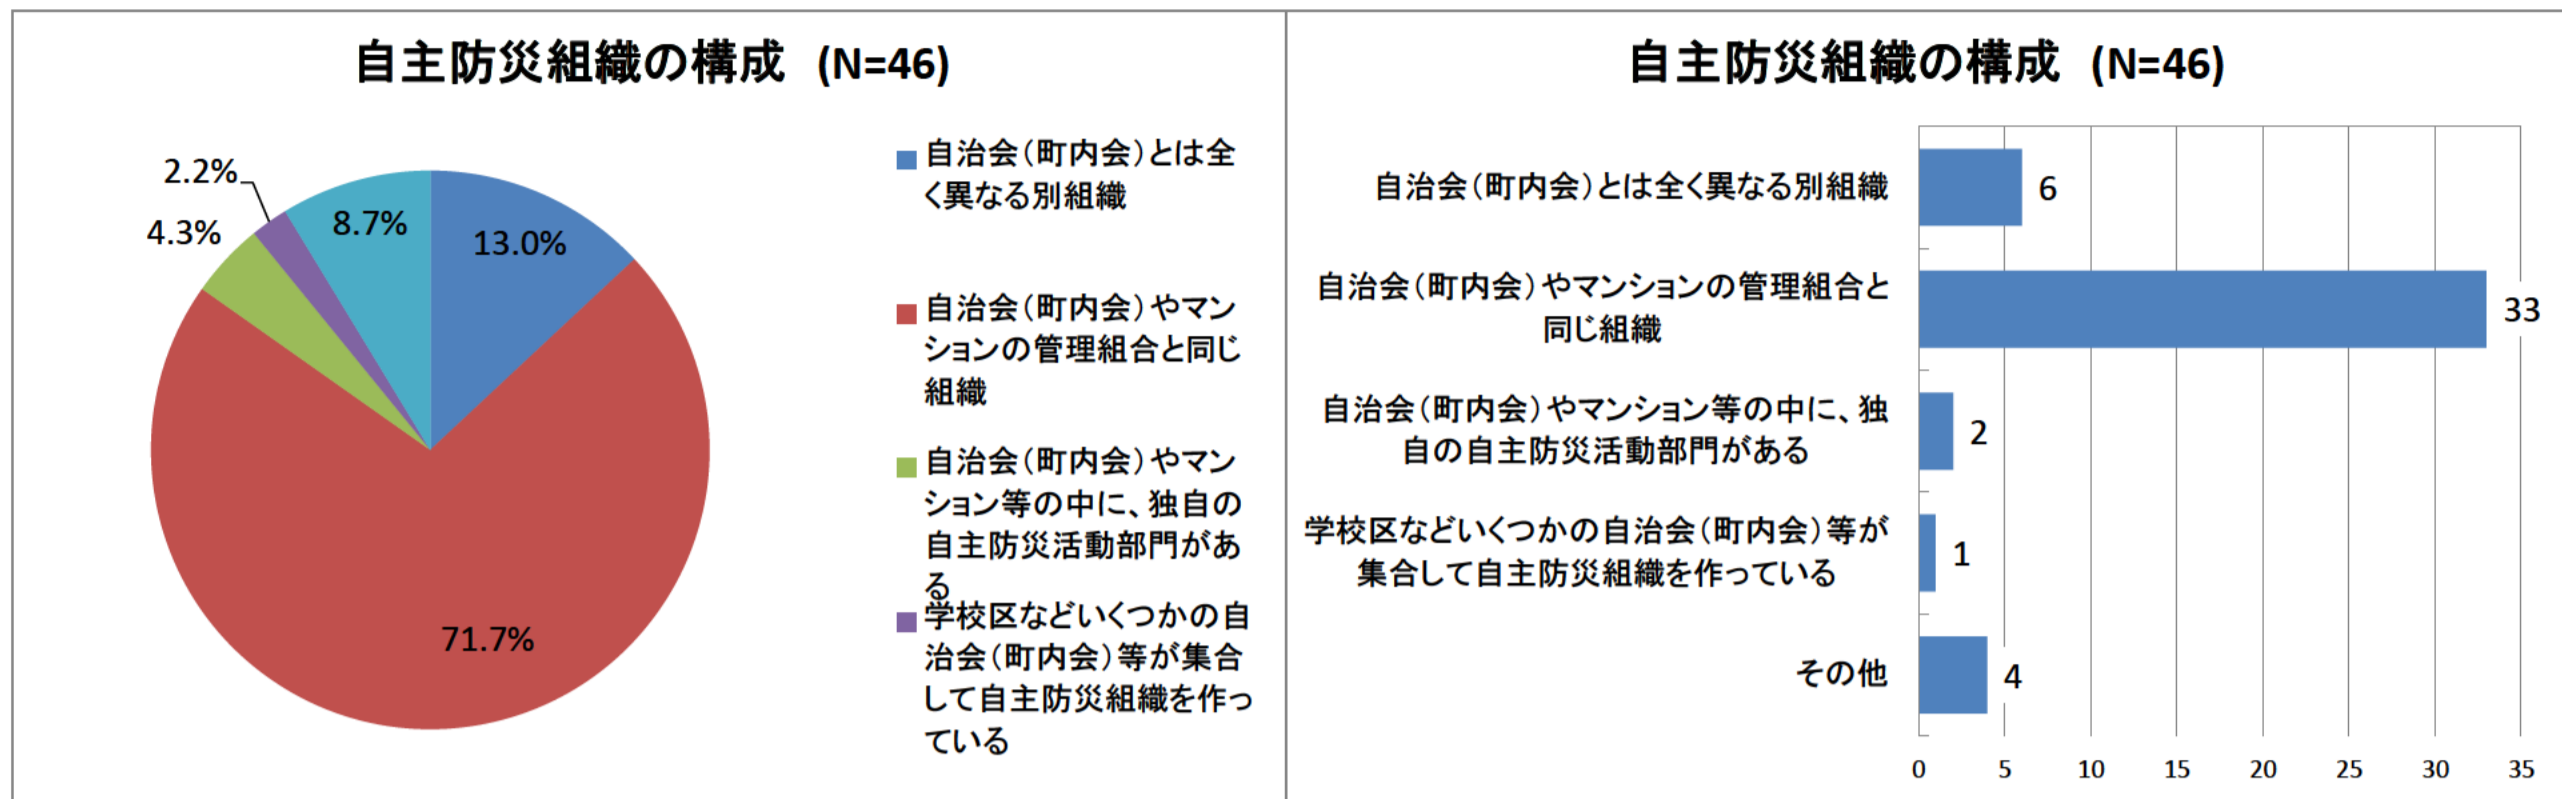 自主防災組織の構成 (N=46)
2.2%
4.3%
8.7%
13.0%
71.7%
自治会(町内会)とは全
く異なる別組織
自治会(町内会)やマン
ションの管理組合と同じ
組織
自治会(町内会)やマン
ション等の中に、独自の
自主防災活動部門があ
る
学校区などいくつかの自
治会(町内会)等が集合
して自主防災組織を作っ
ている
自主防災組織の構成 (N=46)
自治会(町内会)とは全く異なる別組織
6
自治会(町内会)やマンションの管理組合と
同じ組織
33
自治会(町内会)やマンション等の中に、独
自の自主防災活動部門がある
2
学校区などいくつかの自治会(町内会)等が
集合して自主防災組織を作っている
1
その他
4
0 5 10 15 20 25 30 35